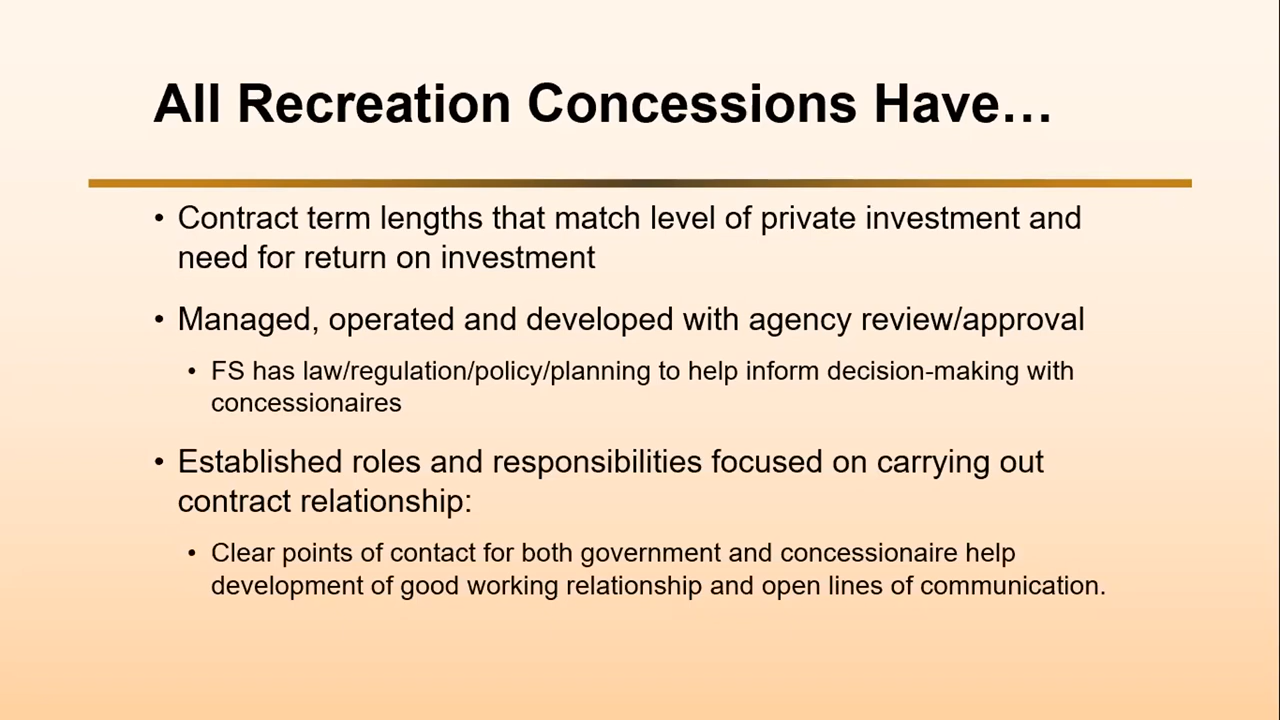 All Recreation Concessions Have…
• Contract term lengths that match level of private investment and
need for return on investment
• Managed, operated and developed with agency review/approval
• FS has law/regulation/policy/planning to help inform decision-making with
concessionaires
• Established roles and responsibilities focused on carrying out
contract relationship:
• Clear points of contact for both government and concessionaire help
development of good working relationship and open lines of communication.